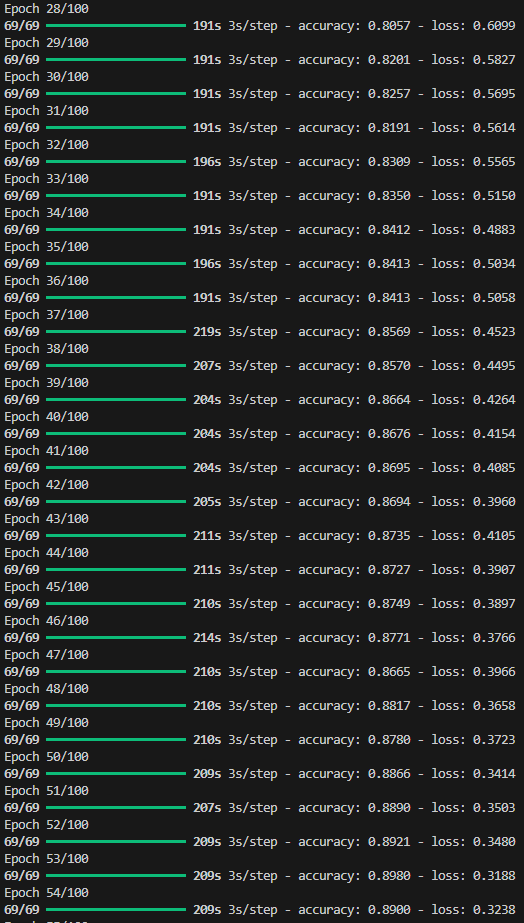 Epoch 28/100
69/69 191s 3s/step - accuracy: 0.8057 - loss: 0.6099
Epoch 29/100
69/69 191s 3s/step - accuracy: 0.8201 - loss: 0.5827
Epoch 30/100
69/69 191s 3s/step - accuracy: 0.8257 - loss: 0.5695
Epoch 31/100
69/69 191s 3s/step - accuracy: 0.8191 - loss: 0.5614
Epoch 32/100
69/69 196s 3s/step - accuracy: 0.8309 - loss: 0.5565
Epoch 33/100
69/69 191s 3s/step - accuracy: 0.8350 - loss: 0.5150
Epoch 34/100
69/69 191s 3s/step - accuracy: 0.8412 - loss: 0.4883
Epoch 35/100
69/69 196s 3s/step - accuracy: 0.8413 - loss: 0.5034
Epoch 36/100
69/69 191s 3s/step - accuracy: 0.8413 - loss: 0.5058
Epoch 37/100
69/69 219s 3s/step - accuracy: 0.8569 - loss: 0.4523
Epoch 38/100
69/69 207s 3s/step - accuracy: 0.8570 - loss: 0.4495
Epoch 39/100
69/69 204s 3s/step - accuracy: 0.8664 - loss: 0.4264
Epoch 40/100
69/69 204s 3s/step - accuracy: 0.8676 - loss: 0.4154
Epoch 41/100
69/69 204s 3s/step - accuracy: 0.8695 - loss: 0.4085
Epoch 42/100
69/69 205s 3s/step - accuracy: 0.8694 - loss: 0.3960
Epoch 43/100
69/69 211s 3s/step - accuracy: 0.8735 - loss: 0.4105
Epoch 44/100
69/69 211s 3s/step - accuracy: 0.8727 - loss: 0.3907
Epoch 45/100
69/69 210s 3s/step - accuracy: 0.8749 - loss: 0.3897
Epoch 46/100
69/69 214s 3s/step - accuracy: 0.8771 - loss: 0.3766
Epoch 47/100
69/69 210s 3s/step - accuracy: 0.8665 - loss: 0.3966
Epoch 48/100
69/69 210s 3s/step - accuracy: 0.8817 - loss: 0.3658
Epoch 49/100
69/69 210s 3s/step - accuracy: 0.8780 - loss: 0.3723
Epoch 50/100
69/69 209s 3s/step - accuracy: 0.8866 - loss: 0.3414
Epoch 51/100
69/69 207s 3s/step - accuracy: 0.8890 - loss: 0.3503
Epoch 52/100
69/69 209s 3s/step - accuracy: 0.8921 - loss: 0.3480
Epoch 53/100
69/69 209s 3s/step - accuracy: 0.8980 - loss: 0.3188
Epoch 54/100
69/69 209s 3s/step - accuracy: 0.8900 - loss: 0.3238